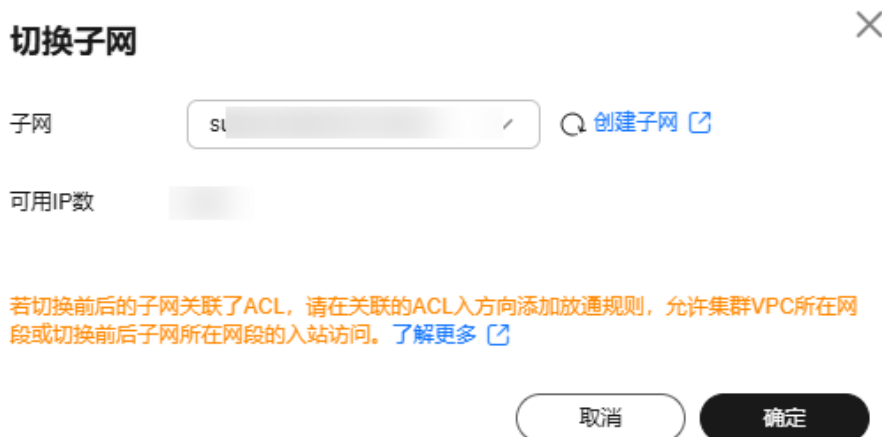 切换子网
子网
创建子网
可用IP数
若切换前后的子网关联了ACL，请在关联的ACL入方向添加放通规则，允许集群VPC所在网
段或切换前后子网所在网段的入站访问。了解更多
取消 确定